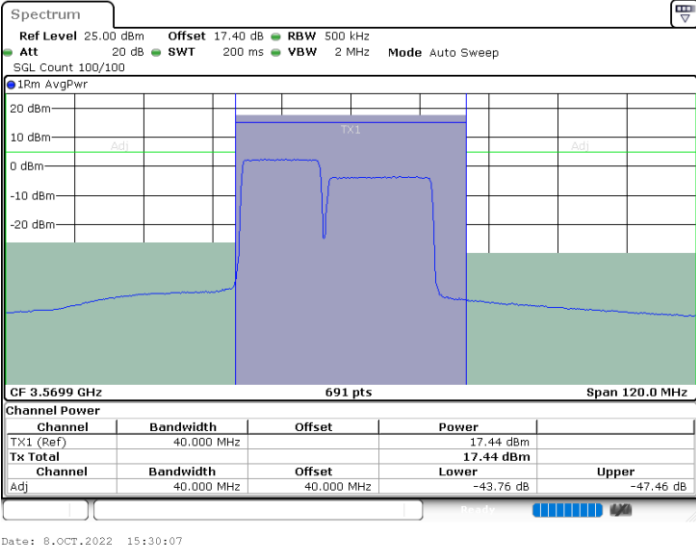 Spectrum
Ref Level 25.00 dBm Offset 17.40 dB RBW 500 kHz
Att 20 dB SWT 200 ms VBW 2 MHz Mode Auto Sweep
SGL Count 100/100
1Rm AvgPwr
20 dBm
TX1
10 dBm
Adj Adj
0 dBm
-10 dBm
-20 dBm
CF 3.5699 GHz 691 pts Span 120.0 MHz
Channel Power
Channel Bandwidth Offset Power
TX1 (Ref) 40.000 MHz 17.44 dBm
Tx Total 17.44 dBm
Channel Bandwidth Offset Lower Upper
Adj 40.000 MHz 40.000 MHz -43.76 dB -47.46 dB
Ready
Date: 8.OCT.2022 15:30:07